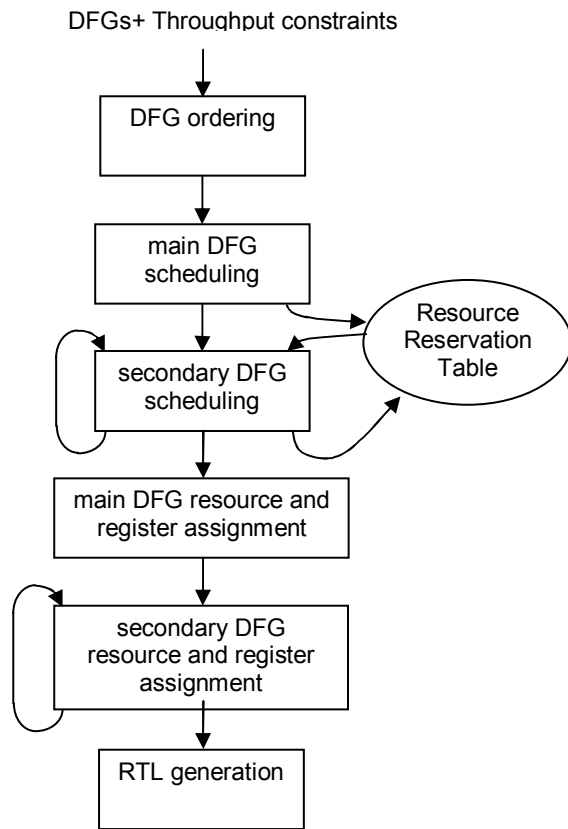 DFGs+ Throughput constraints
DFG ordering
main DFG
scheduling
Resource
Reservation
Table
secondary DFG
scheduling
main DFG resource and
register assignment
secondary DFG
resource and register
assignment
RTL generation